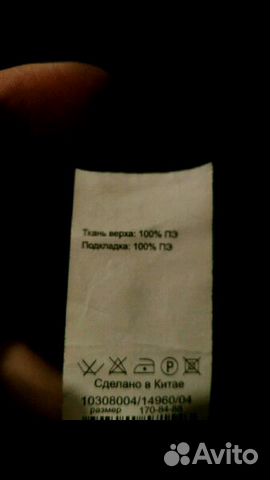 Ткань верха: 100% ПЭ
Подкладка: 100% ПЭ
Сделано в Китае
10308004/14960/04
размер 170-84-88
Avito